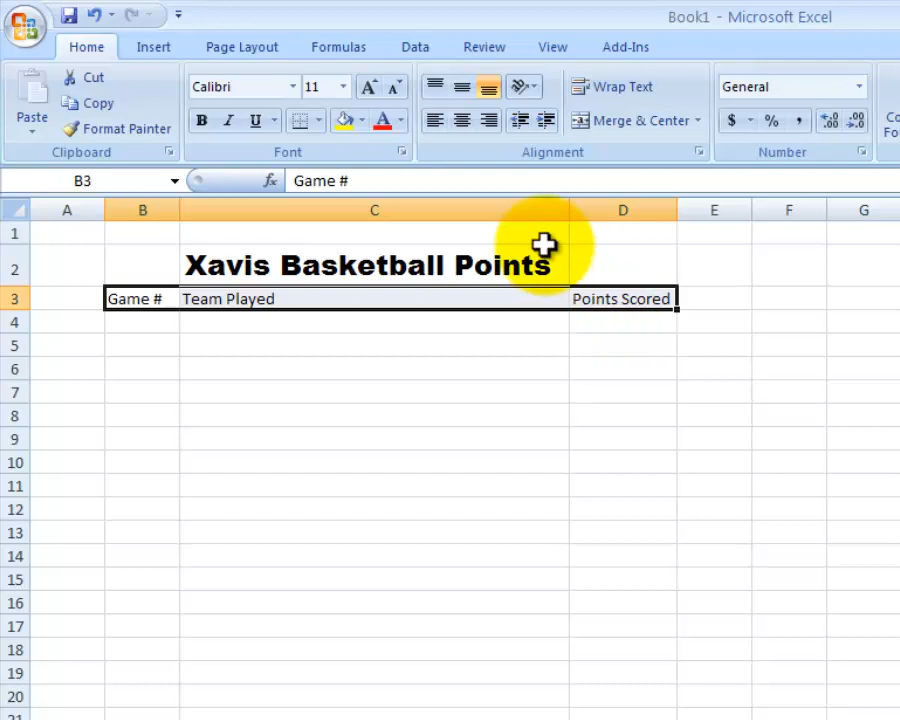 Book1 - Microsoft Excel
Home Insert Page Layout Formulas Data Review View Add-Ins
Paste
Cut
Copy
Format Painter
Clipboard
Calibri 11 A A
B I U A
Font
Wrap Text
Merge & Center
Alignment
General
$ % , .00 .00
Number
B3 fx Game #
A B C D E F G
1
2 Xavis Basketball Points
3 Game # Team Played Points Scored
4
5
6
7
8
9
10
11
12
13
14
15
16
17
18
19
20